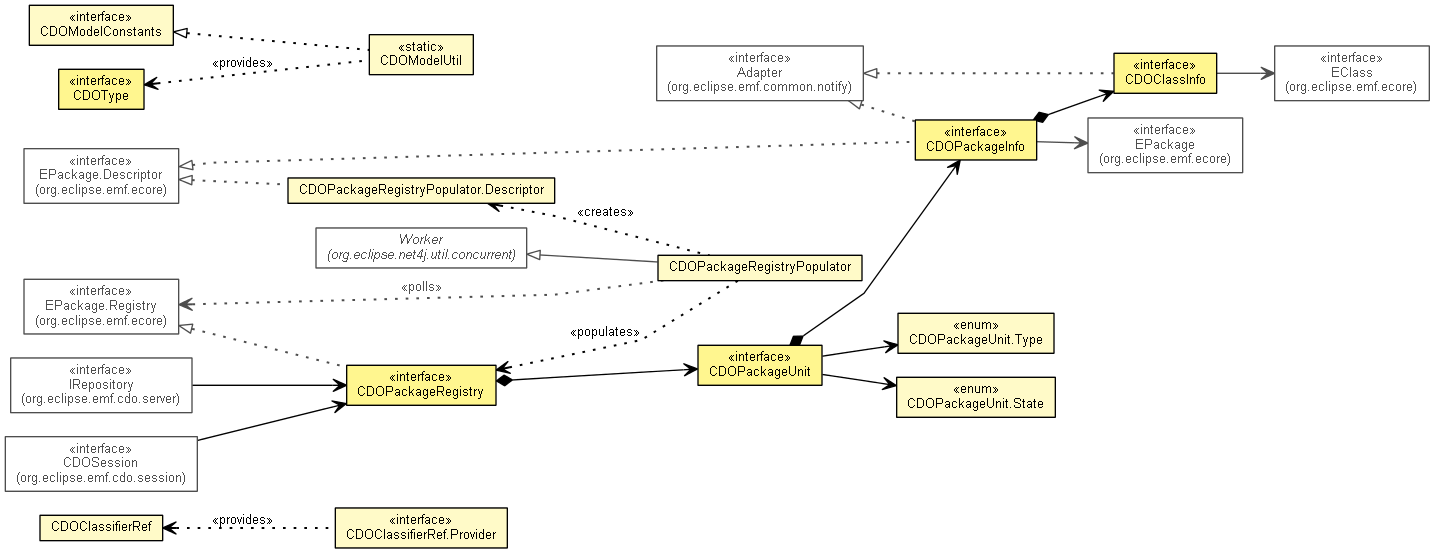 «interface»
CDOModelConstants
«static»
CDOModelUtil
«provides»
«interface»
CDOType
«interface»
Adapter
(org.eclipse.emf.common.notify)
«interface»
CDOClassInfo
«interface»
EClass
(org.eclipse.emf.ecore)
«interface»
CDOPackageInfo
«interface»
EPackage
(org.eclipse.emf.ecore)
«interface»
EPackage.Descriptor
(org.eclipse.emf.ecore)
CDOPackageRegistryPopulator.Descriptor
«creates»
Worker
(org.eclipse.net4j.util.concurrent)
CDOPackageRegistryPopulator
«interface»
EPackage.Registry
(org.eclipse.emf.ecore)
«polls»
«populates»
«interface»
IRepository
(org.eclipse.emf.cdo.server)
«interface»
CDOPackageRegistry
«interface»
CDOPackageUnit
«enum»
CDOPackageUnit.Type
«enum»
CDOPackageUnit.State
«interface»
CDOSession
(org.eclipse.emf.cdo.session)
CDOClassifierRef
«provides»
«interface»
CDOClassifierRef.Provider